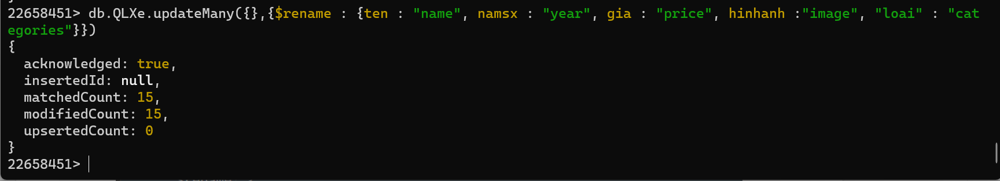 22658451> db.QLXe.updateMany({},{$rename : {ten : "name", namsx : "year", gia : "price", hinhanh :"image", "loai" : "cat
egories"}})
{
  acknowledged: true,
  insertedId: null,
  matchedCount: 15,
  modifiedCount: 15,
  upsertedCount: 0
}
22658451>